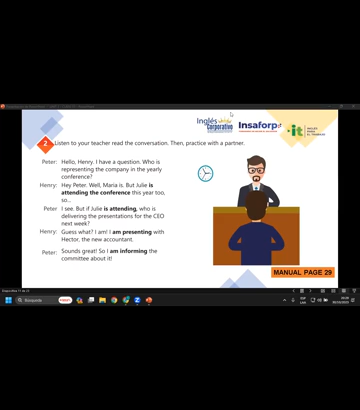 Inglés
Corporativo
Insaforp
it
2 Listen to your teacher read the conversation. Then, practice with a partner.
Peter: Hello, Henry. I have a question. Who is
representing the company in the yearly
conference?
Henry: Hey Peter. Well, Maria is. But Julie is
attending the conference this year too,
so...
Peter I see. But if Julie is attending, who is
delivering the presentations for the CEO
next week?
Henry: Guess what? I am! I am presenting with
Hector, the new accountant.
Peter: Sounds great! So I am informing the
committee about it!
MANUAL PAGE 29
Búsqueda